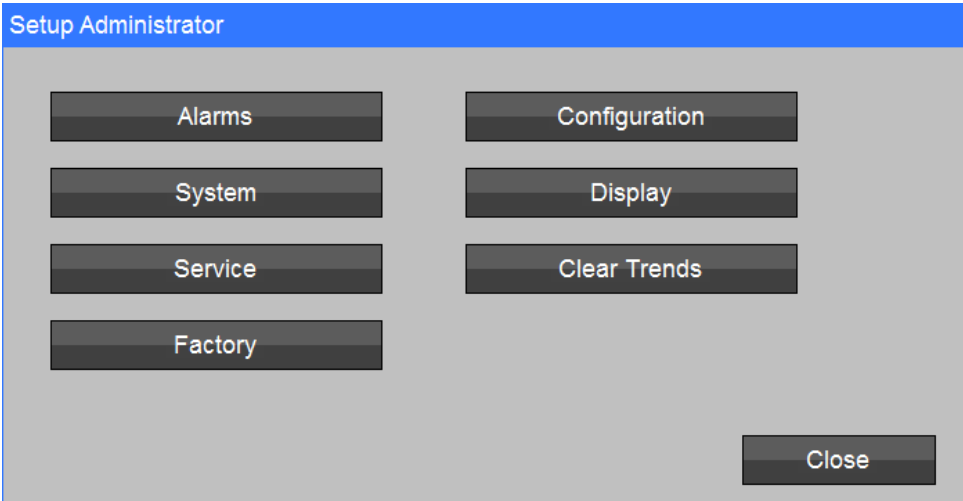 Setup Administrator
Alarms
Configuration
System
Display
Service
Clear Trends
Factory
Close